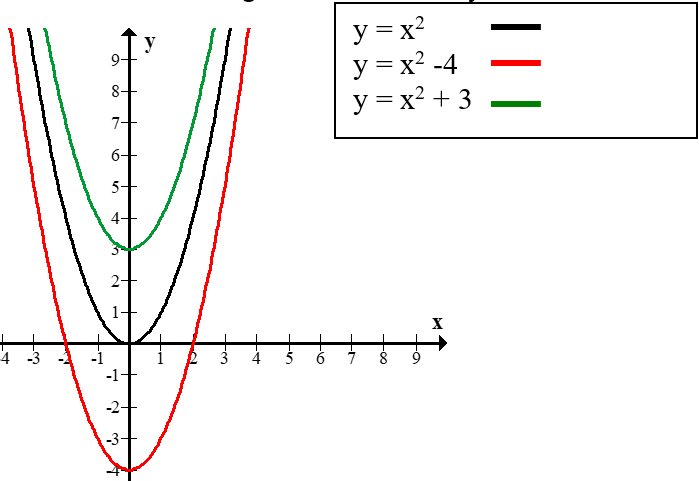 y = x² 
y = x² -4
y = x² + 3
y
9
8
7
6
5
4
3
2
1
x
-4 -3 -2 -1 1 2 3 4 5 6 7 8 9
-1
-2
-3
-4